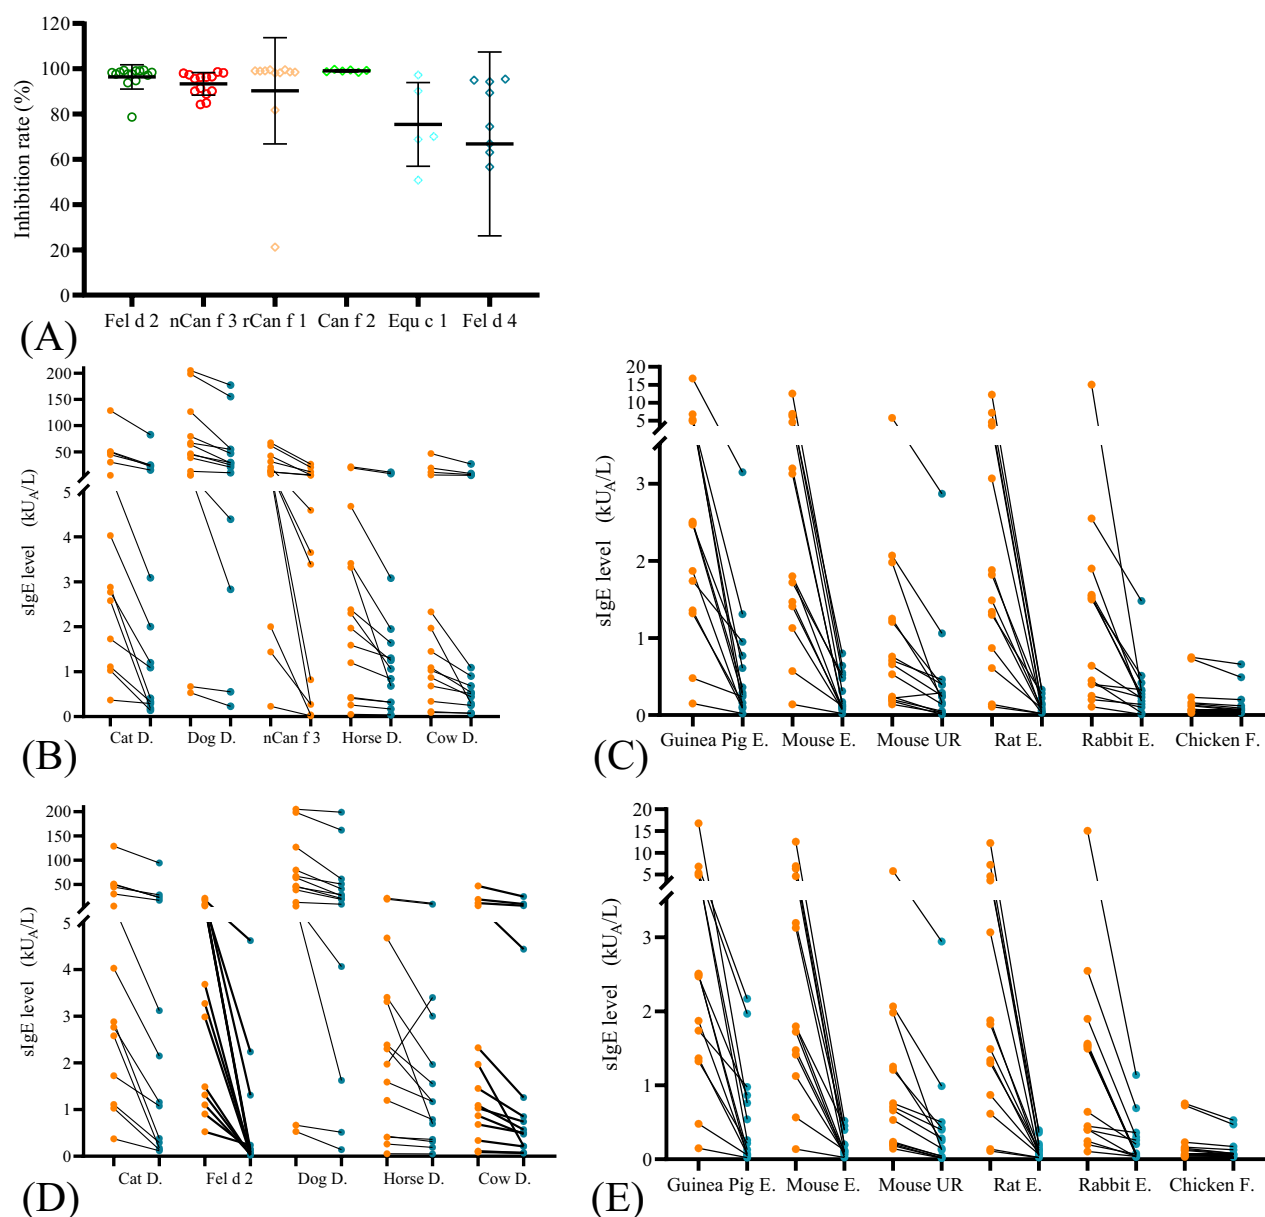 120
100
80
60
40
20
0
Inhibition rate (%)
Fel d 2 nCan f 3 rCan f 1 Can f 2 Equ c 1 Fel d 4
(A)
200
150
100
50
5
4
3
2
1
0
sIgE level (kUA/L)
Cat D. Dog D. nCan f 3 Horse D. Cow D.
(B)
20
15
10
5
3
2
1
0
sIgE level (kUA/L)
Guinea Pig E. Mouse E. Mouse UR Rat E. Rabbit E. Chicken F.
(C)
200
150
100
50
5
4
3
2
1
0
sIgE level (kUA/L)
Cat D. Fel d 2 Dog D. Horse D. Cow D.
(D)
20
15
10
5
3
2
1
0
sIgE level (kUA/L)
Guinea Pig E. Mouse E. Mouse UR Rat E. Rabbit E. Chicken F.
(E)